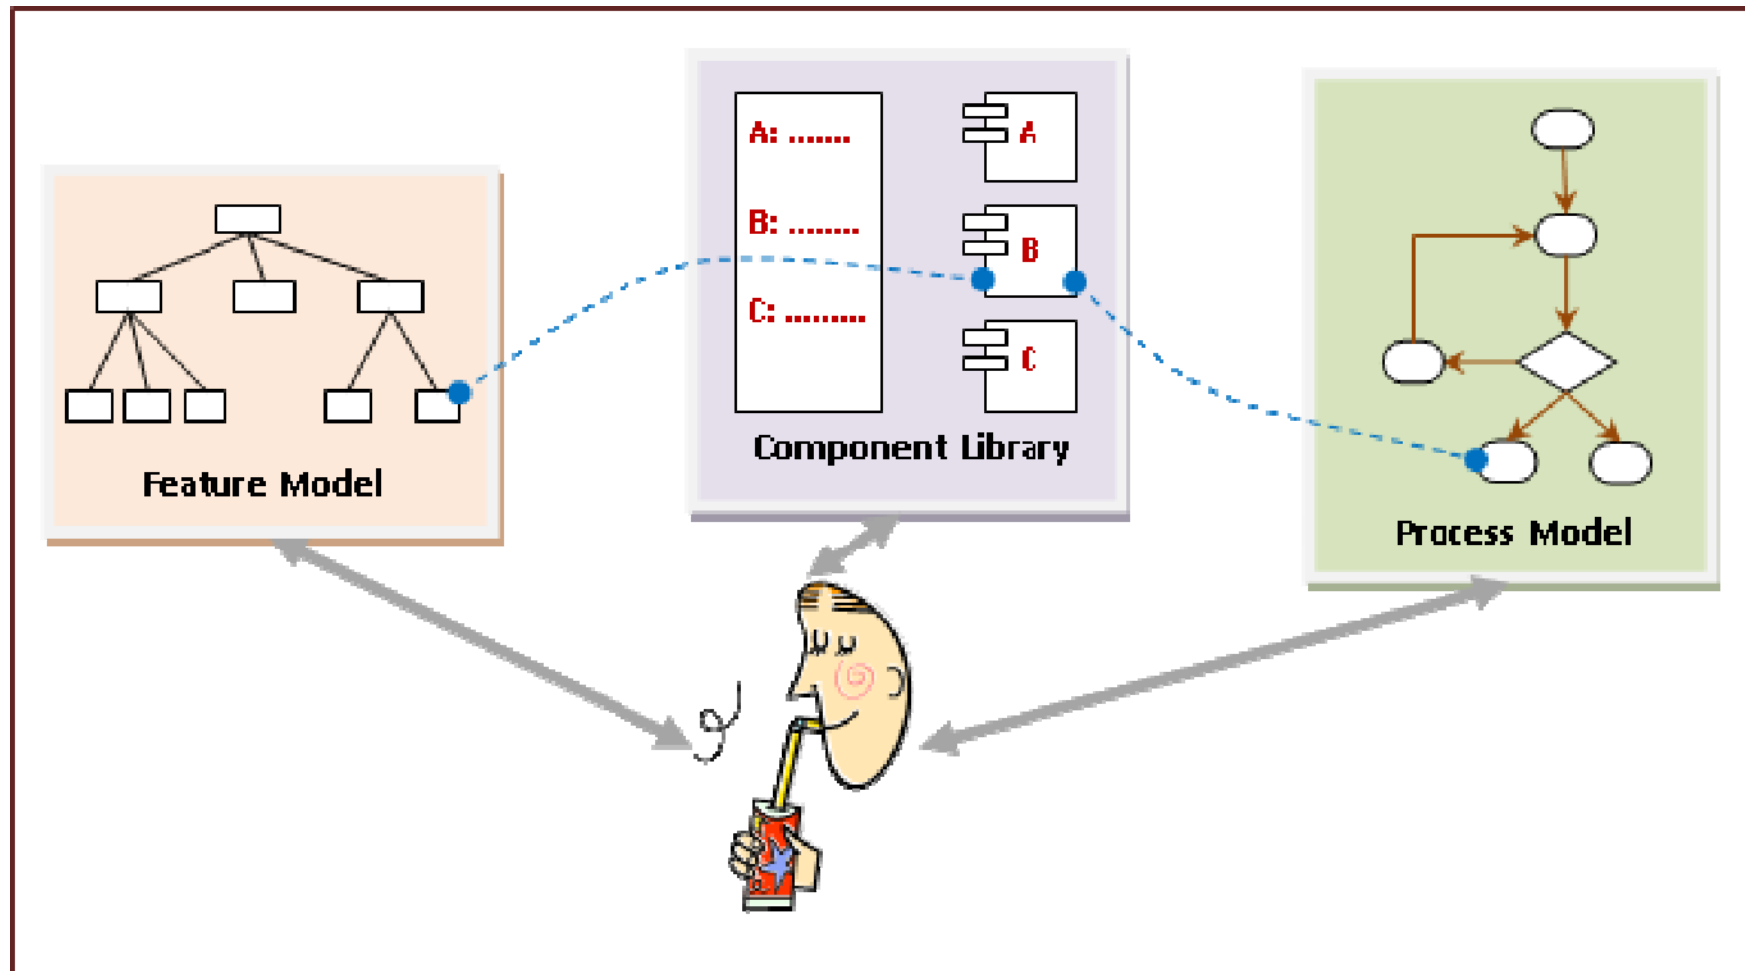 A: .......
B: ........
C: .........
A
B
C
Component Library
Feature Model
Process Model